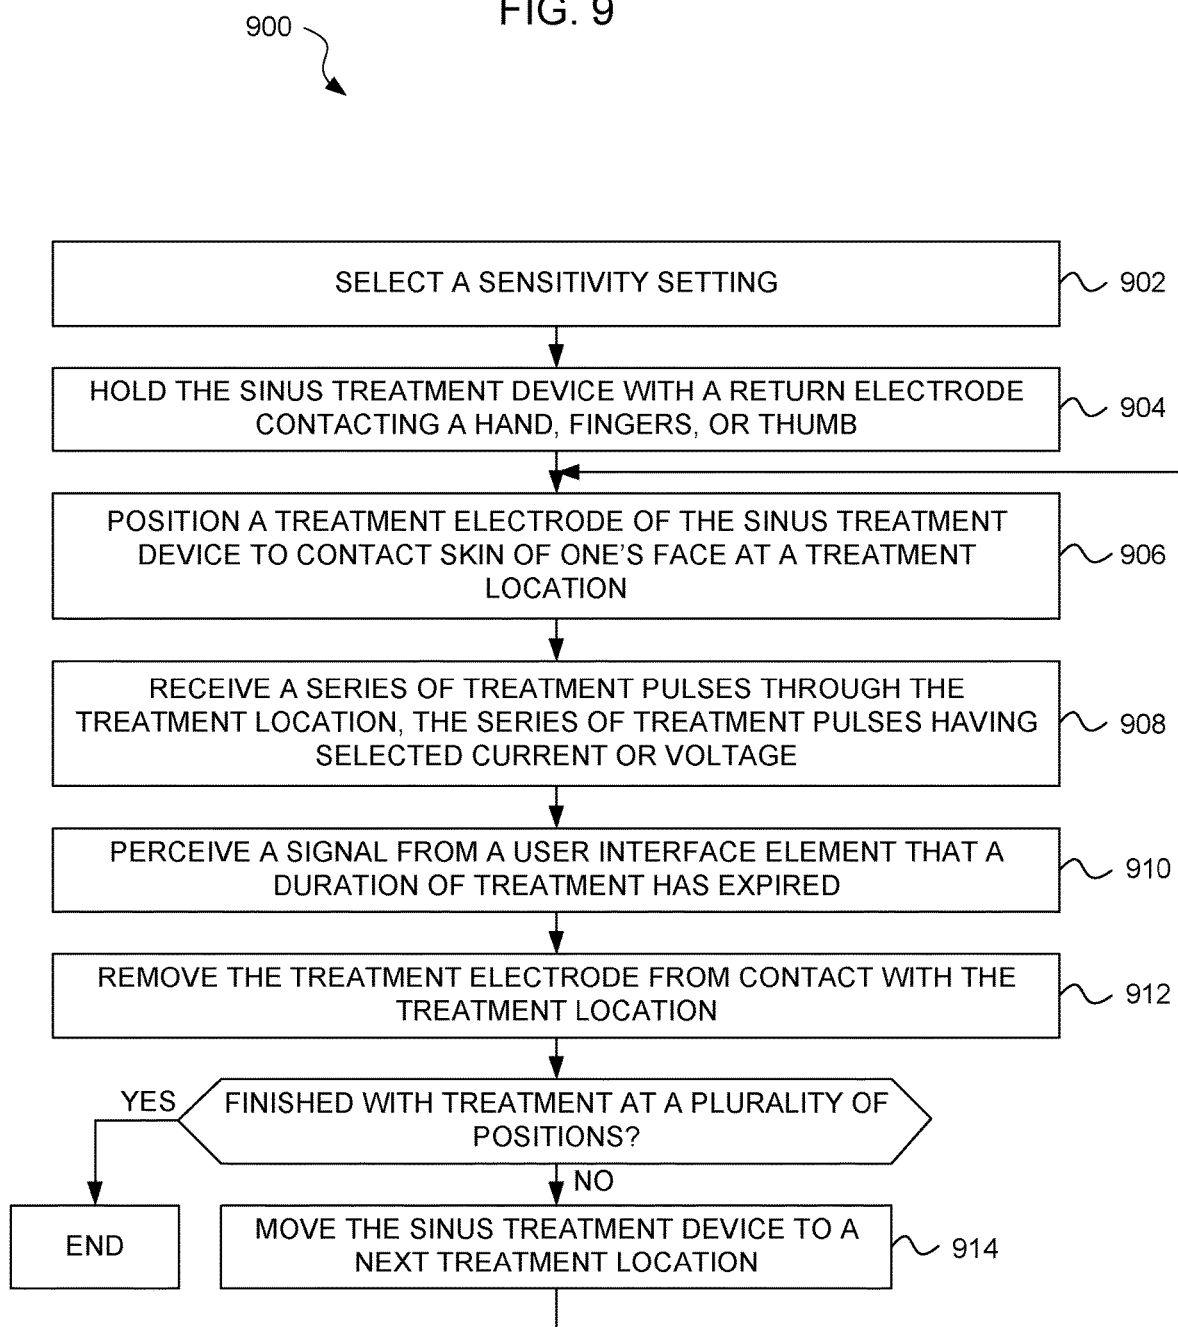 FIG. 9
900
SELECT A SENSITIVITY SETTING
902
HOLD THE SINUS TREATMENT DEVICE WITH A RETURN ELECTRODE
CONTACTING A HAND, FINGERS, OR THUMB
904
POSITION A TREATMENT ELECTRODE OF THE SINUS TREATMENT
DEVICE TO CONTACT SKIN OF ONE'S FACE AT A TREATMENT
LOCATION
906
RECEIVE A SERIES OF TREATMENT PULSES THROUGH THE
TREATMENT LOCATION, THE SERIES OF TREATMENT PULSES HAVING
SELECTED CURRENT OR VOLTAGE
908
PERCEIVE A SIGNAL FROM A USER INTERFACE ELEMENT THAT A
DURATION OF TREATMENT HAS EXPIRED
910
REMOVE THE TREATMENT ELECTRODE FROM CONTACT WITH THE
TREATMENT LOCATION
912
YES
FINISHED WITH TREATMENT AT A PLURALITY OF
POSITIONS?
NO
END
MOVE THE SINUS TREATMENT DEVICE TO A
NEXT TREATMENT LOCATION
914